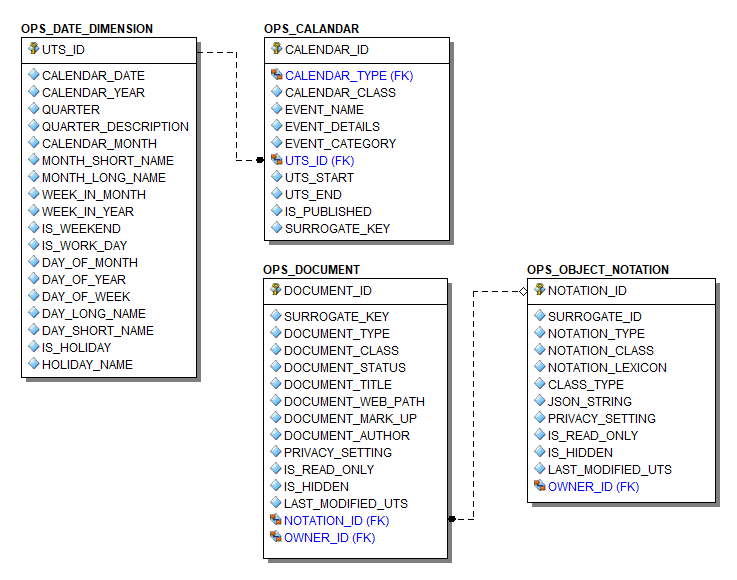 OPS_DATE_DIMENSION
UTS_ID
CALENDAR_DATE
CALENDAR_YEAR
QUARTER
QUARTER_DESCRIPTION
CALENDAR_MONTH
MONTH_SHORT_NAME
MONTH_LONG_NAME
WEEK_IN_MONTH
WEEK_IN_YEAR
IS_WEEKEND
IS_WORK_DAY
DAY_OF_MONTH
DAY_OF_YEAR
DAY_OF_WEEK
DAY_LONG_NAME
DAY_SHORT_NAME
IS_HOLIDAY
HOLIDAY_NAME
OPS_CALANDAR
CALENDAR_ID
CALENDAR_TYPE (FK)
CALENDAR_CLASS
EVENT_NAME
EVENT_DETAILS
EVENT_CATEGORY
UTS_ID (FK)
UTS_START
UTS_END
IS_PUBLISHED
SURROGATE_KEY
OPS_DOCUMENT
DOCUMENT_ID
SURROGATE_KEY
DOCUMENT_TYPE
DOCUMENT_CLASS
DOCUMENT_STATUS
DOCUMENT_TITLE
DOCUMENT_WEB_PATH
DOCUMENT_MARK_UP
DOCUMENT_AUTHOR
PRIVACY_SETTING
IS_READ_ONLY
IS_HIDDEN
LAST_MODIFIED_UTS
NOTATION_ID (FK)
OWNER_ID (FK)
OPS_OBJECT_NOTATION
NOTATION_ID
SURROGATE_ID
NOTATION_TYPE
NOTATION_CLASS
NOTATION_LEXICON
CLASS_TYPE
JSON_STRING
PRIVACY_SETTING
IS_READ_ONLY
IS_HIDDEN
LAST_MODIFIED_UTS
OWNER_ID (FK)